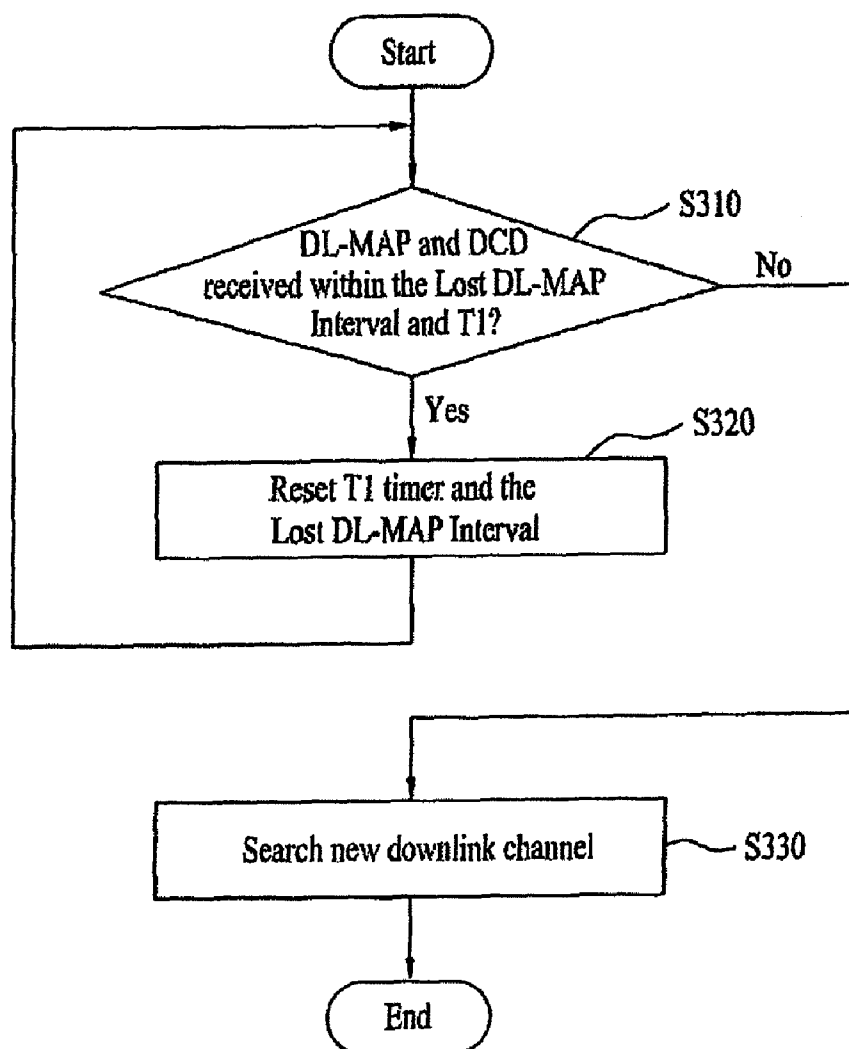 Start
S310
DL-MAP and DCD
received within the Lost DL-MAP
Interval and T1?
No
Yes
S320
Reset T1 timer and the
Lost DL-MAP Interval
Search new downlink channel
S330
End